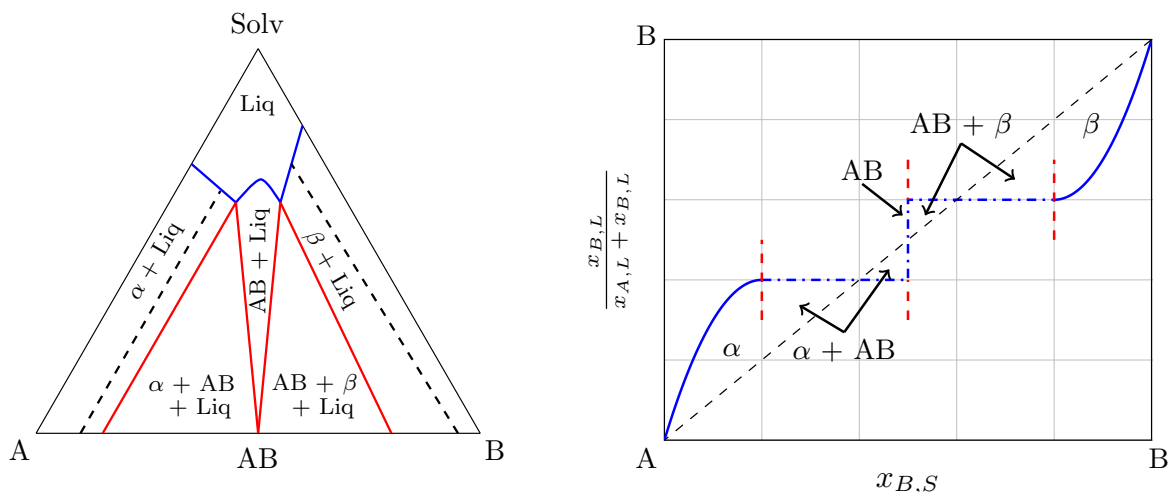 Solv
Liq
α + Liq
AB + Liq
β + Liq
α + AB
+ Liq
AB + β
+ Liq
A
AB
B
B
x_{B,L}
x_{A,L} + x_{B,L}
AB + β
β
AB
α
α + AB
A
B
x_{B,S}